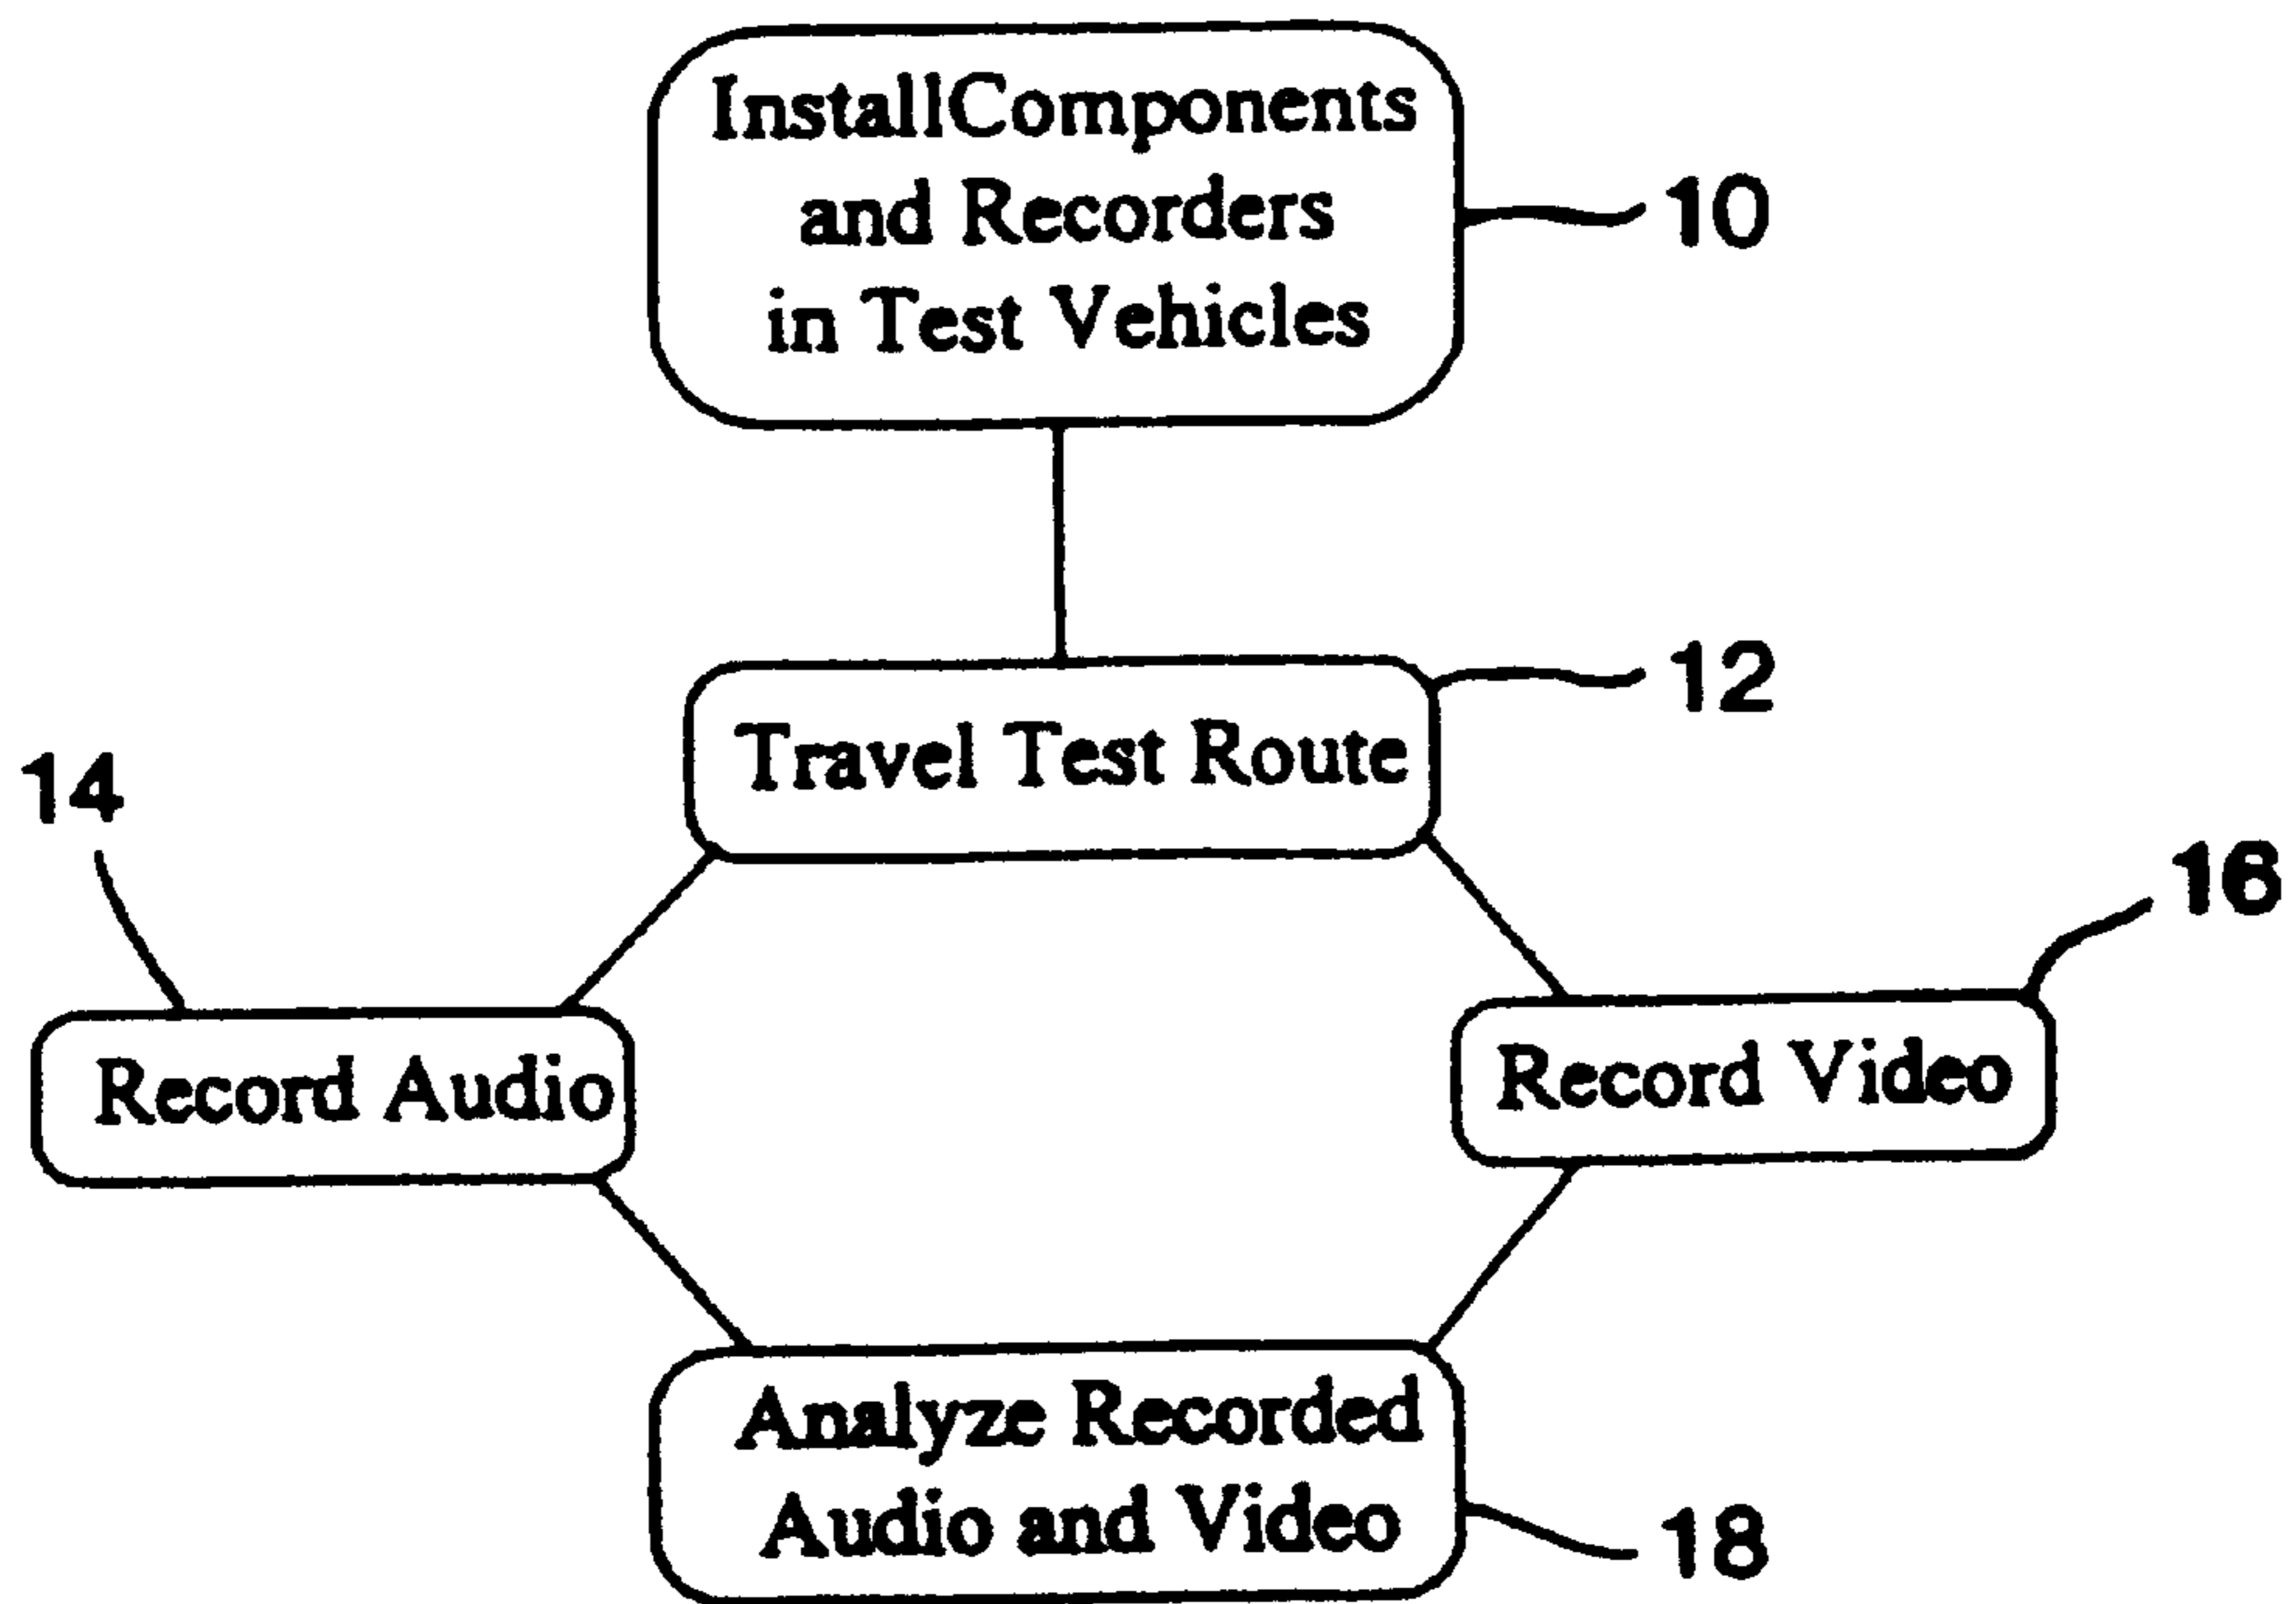 InstallComponents
and Recorders
in Test Vehicles
10
12
Travel Test Route
14
16
Record Audio
Record Video
Analyze Recorded
Audio and Video
18